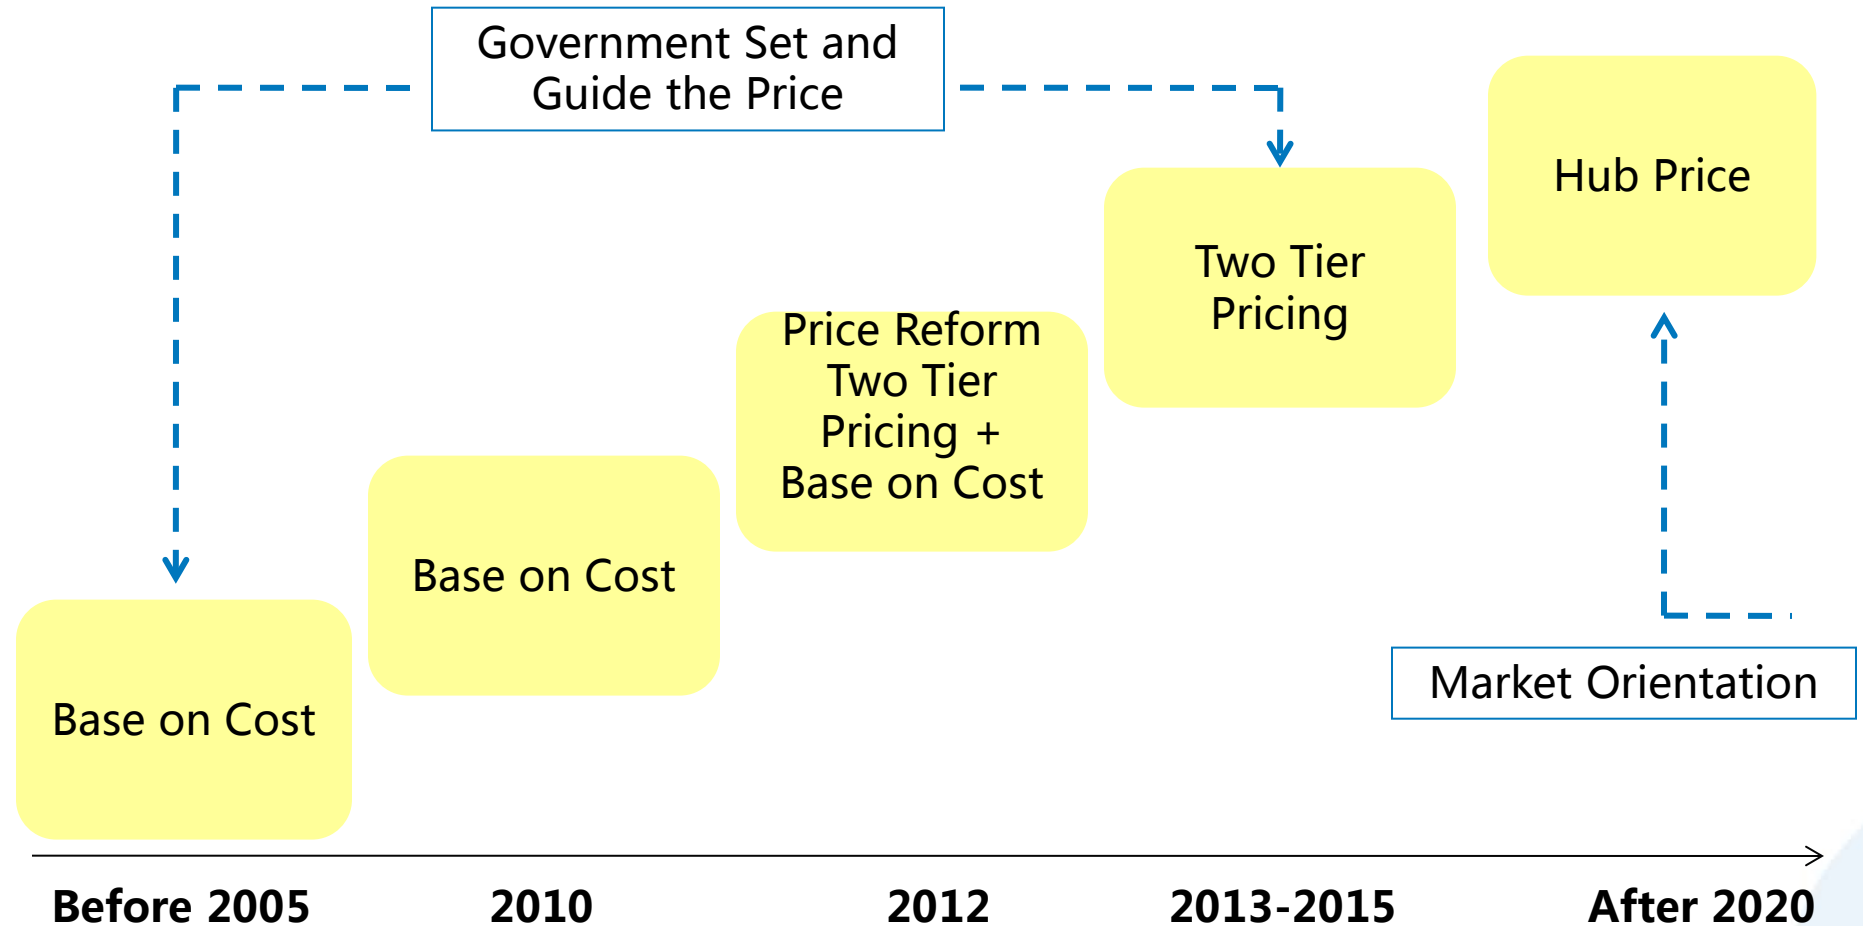 Government Set and
Guide the Price
Hub Price
Two Tier
Pricing
Price Reform
Two Tier
Pricing +
Base on Cost
Base on Cost
Base on Cost
Market Orientation
Before 2005
2010
2012
2013-2015
After 2020